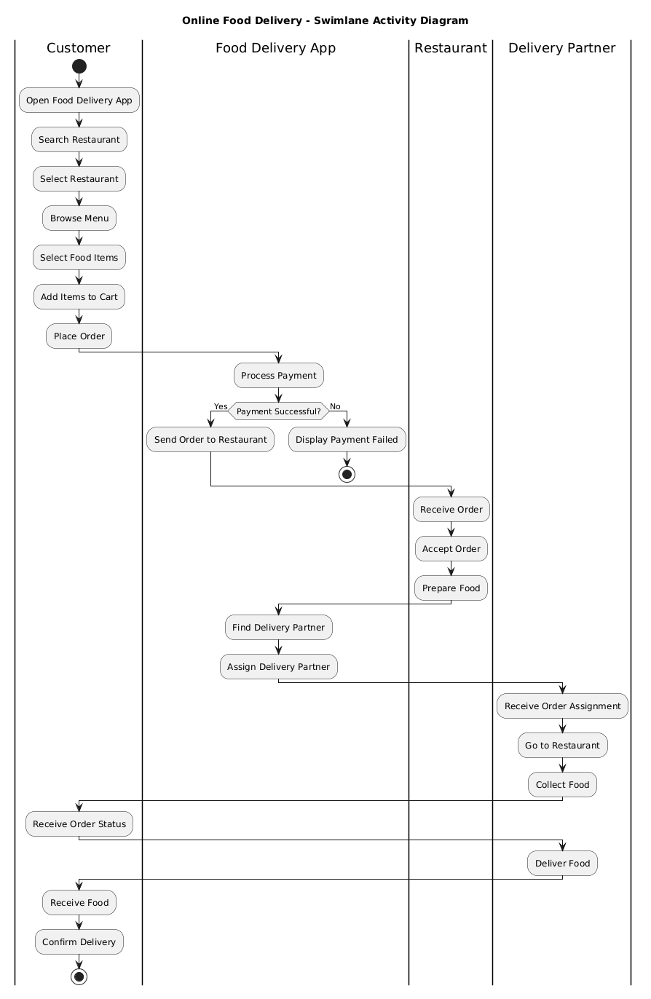 Online Food Delivery - Swimlane Activity Diagram
Customer
Food Delivery App
Restaurant
Delivery Partner
Open Food Delivery App
Search Restaurant
Select Restaurant
Browse Menu
Select Food Items
Add Items to Cart
Place Order
Process Payment
Yes
Payment Successful?
No
Send Order to Restaurant
Display Payment Failed
Receive Order
Accept Order
Prepare Food
Find Delivery Partner
Assign Delivery Partner
Receive Order Assignment
Go to Restaurant
Collect Food
Receive Order Status
Deliver Food
Receive Food
Confirm Delivery